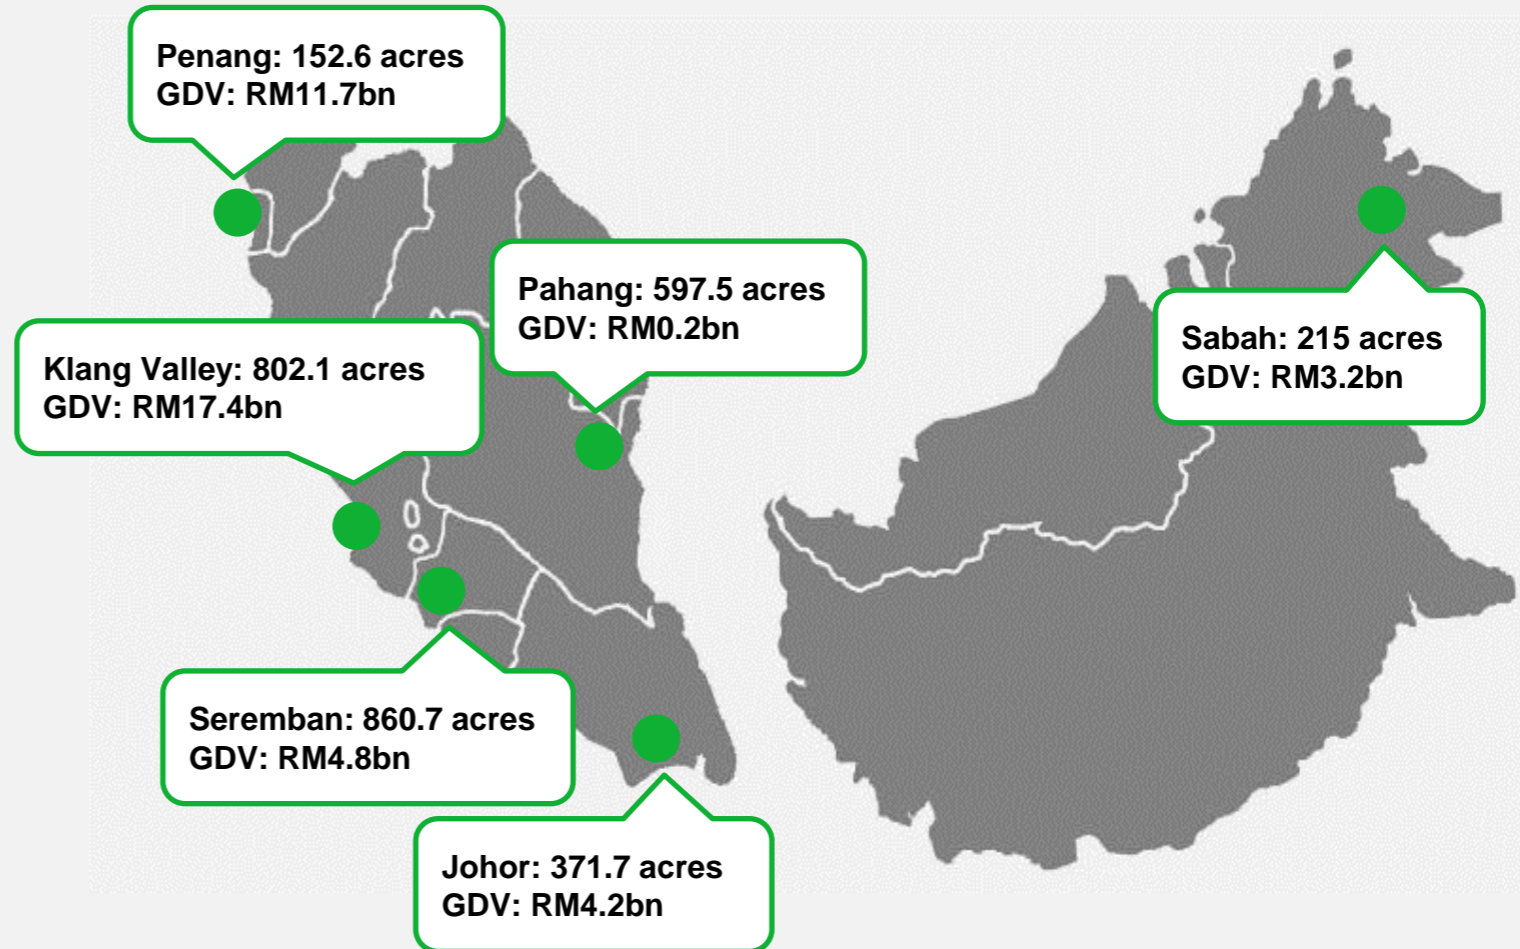 Penang: 152.6 acres
GDV: RM11.7bn
Pahang: 597.5 acres
GDV: RM0.2bn
Sabah: 215 acres
GDV: RM3.2bn
Klang Valley: 802.1 acres
GDV: RM17.4bn
Seremban: 860.7 acres
GDV: RM4.8bn
Johor: 371.7 acres
GDV: RM4.2bn